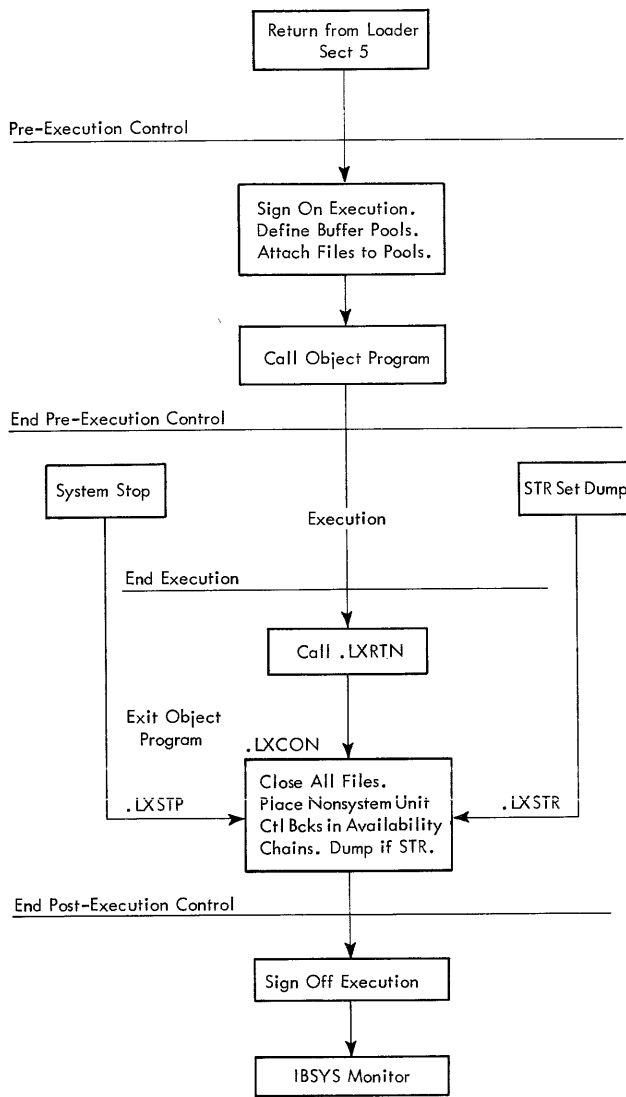 Return from Loader
Sect 5
Pre-Execution Control
Sign On Execution.
Define Buffer Pools.
Attach Files to Pools.
Call Object Program
End Pre-Execution Control
System Stop
STR Set Dump
Execution
End Execution
Call .LXRTN
Exit Object
Program
.LXCON
.LXSTP
.LXSTR
Close All Files.
Place Nonsystem Unit
Ctl Bcks in Availability
Chains. Dump if STR.
End Post-Execution Control
Sign Off Execution
IBSYS Monitor